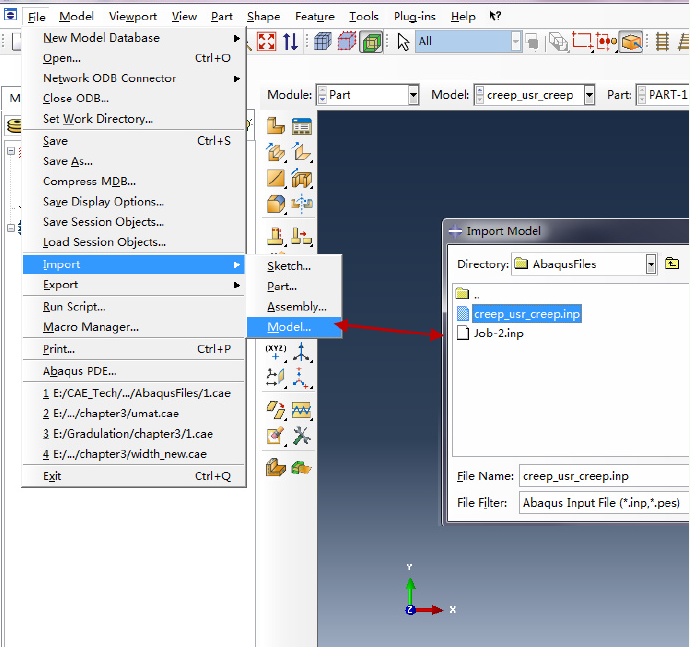 File Model Viewport View Part Shape Feature Tools Plug-ins Help
New Model Database
Open... Ctrl+O
Network ODB Connector
Close ODB...
Set Work Directory...
Save Ctrl+S
Save As...
Compress MDB...
Save Display Options...
Save Session Objects...
Load Session Objects...
Import
Export
Run Script...
Macro Manager...
Print... Ctrl+P
Abaqus PDE...
1 E:/CAE_Tech/.../AbaqusFiles/1.cae
2 E:/.../chapter3/umat.cae
3 E:/Gradulation/chapter3/1.cae
4 E:/.../chapter3/width_new.cae
Exit Ctrl+Q
All
M
Module: Part Model: creep_usr_creep Part: PART-1
Sketch...
Part...
Assembly...
Model...
(XYZ)
Import Model
Directory: AbaqusFiles
..
creep_usr_creep.inp
Job-2.inp
File Name: creep_usr_creep.inp
File Filter: Abaqus Input File (*.inp,*.pes)
Y
Z X